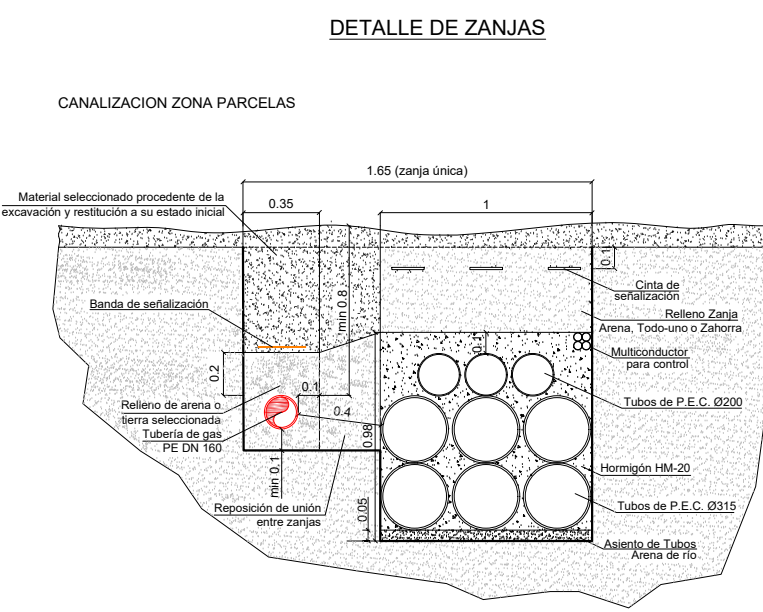 DETALLE DE ZANJAS
CANALIZACION ZONA PARCELAS
1.65 (zanja única)
Material seleccionado procedente de la
excavación y restitución a su estado inicial
0.35
1
0.1
min 0.8
Cinta de
señalización
Banda de señalización
Relleno Zanja
Arena, Todo-uno o Zahorra
0.1
Multiconductor
para control
0.2
0.1
0.4
Tubos de P.E.C. Ø200
Relleno de arena o
tierra seleccionada
Tubería de gas
PE DN 160
0.98
min 0.1
Hormigón HM-20
Reposición de unión
entre zanjas
0.05
Tubos de P.E.C. Ø315
Asiento de Tubos
Arena de río